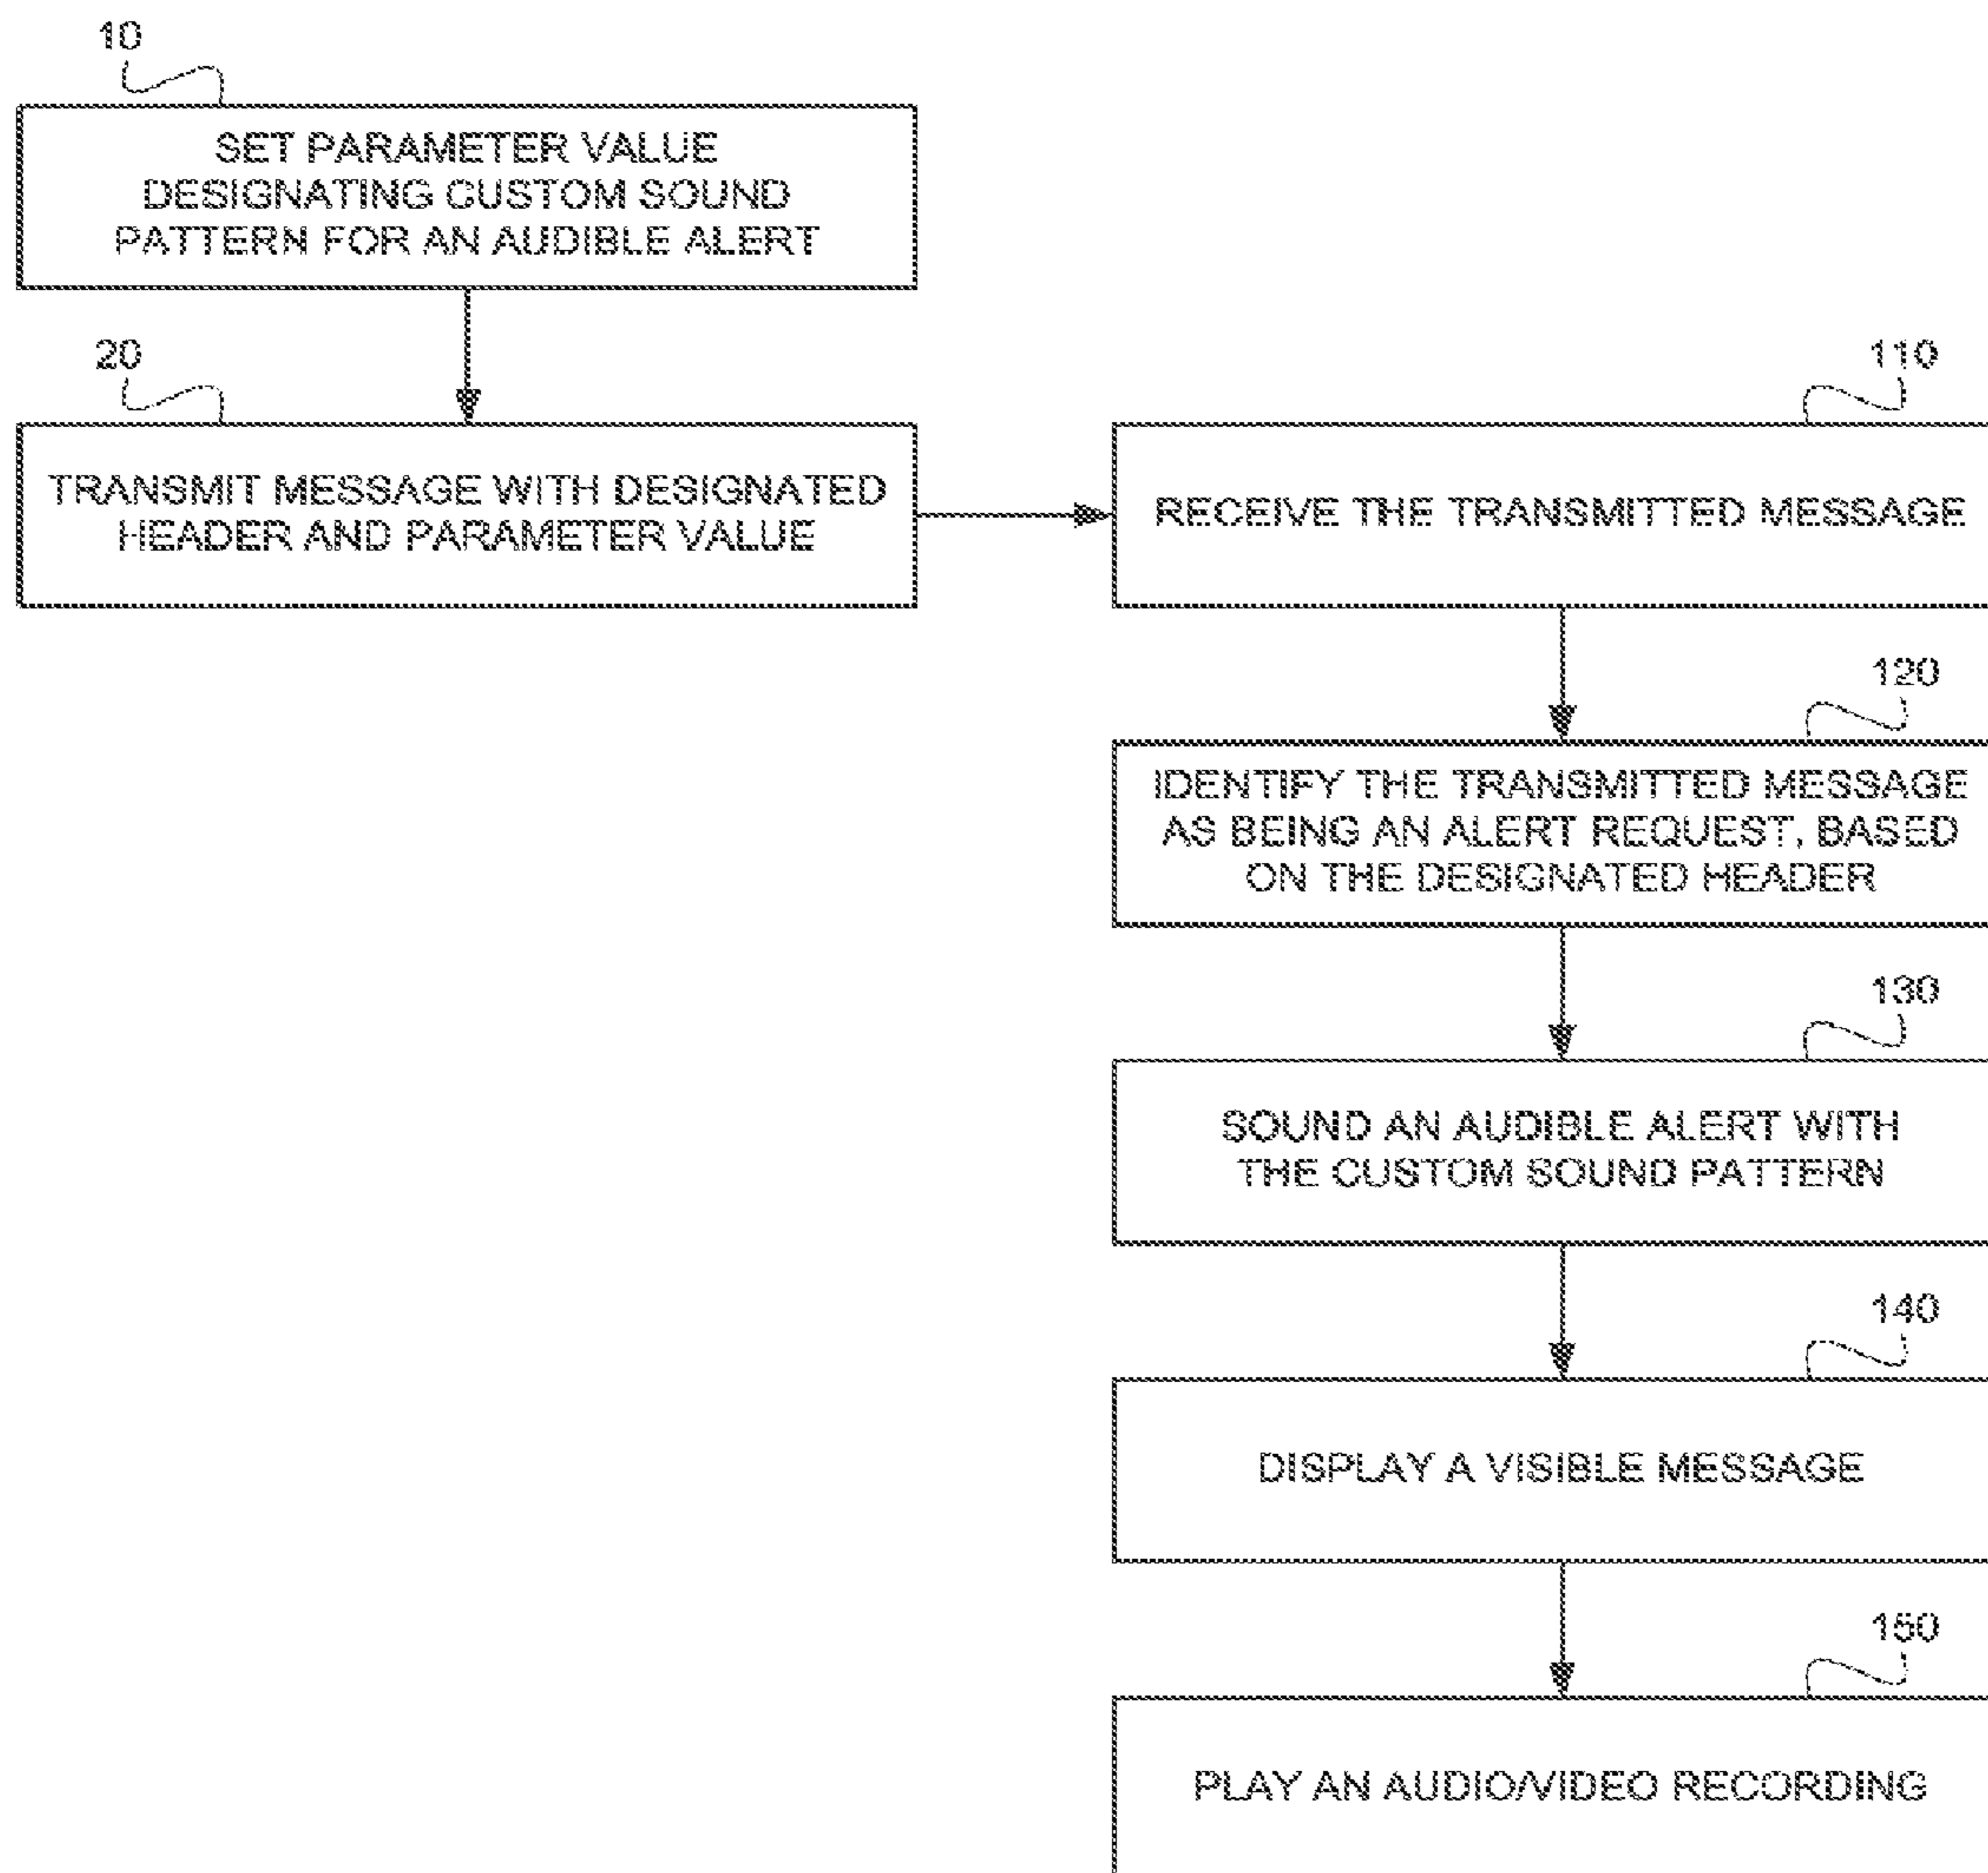 10
SET PARAMETER VALUE
DESIGNATING CUSTOM SOUND
PATTERN FOR AN AUDIBLE ALERT
20
TRANSMIT MESSAGE WITH DESIGNATED
HEADER AND PARAMETER VALUE
110
RECEIVE THE TRANSMITTED MESSAGE
120
IDENTIFY THE TRANSMITTED MESSAGE
AS BEING AN ALERT REQUEST, BASED
ON THE DESIGNATED HEADER
130
SOUND AN AUDIBLE ALERT WITH
THE CUSTOM SOUND PATTERN
140
DISPLAY A VISIBLE MESSAGE
150
PLAY AN AUDIO/VIDEO RECORDING